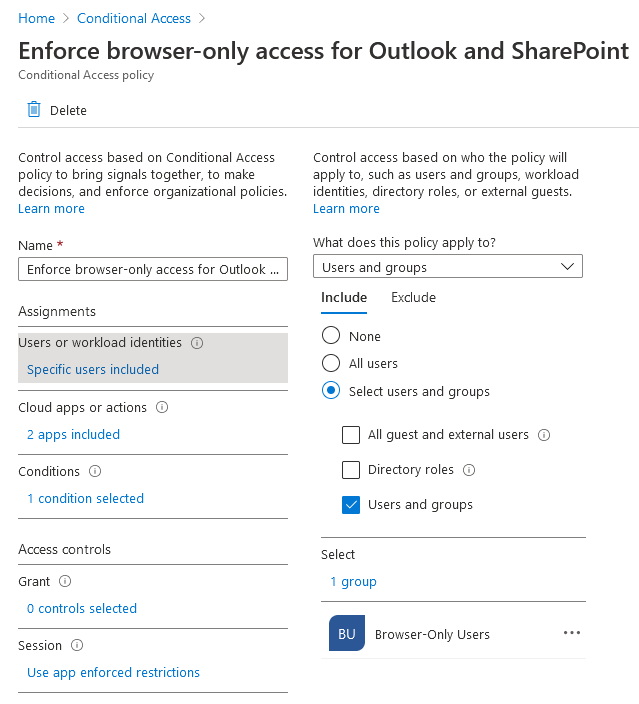 Home > Conditional Access >
Enforce browser-only access for Outlook and SharePoint
Conditional Access policy
Delete
Control access based on Conditional Access
policy to bring signals together, to make
decisions, and enforce organizational policies.
Learn more
Name *
Enforce browser-only access for Outlook ...
Assignments
Users or workload identities
Specific users included
Cloud apps or actions
2 apps included
Conditions
1 condition selected
Access controls
Grant
0 controls selected
Session
Use app enforced restrictions
Control access based on who the policy will
apply to, such as users and groups, workload
identities, directory roles, or external guests.
Learn more
What does this policy apply to?
Users and groups
Include Exclude
None
All users
Select users and groups
All guest and external users
Directory roles
Users and groups
Select
1 group
BU Browser-Only Users